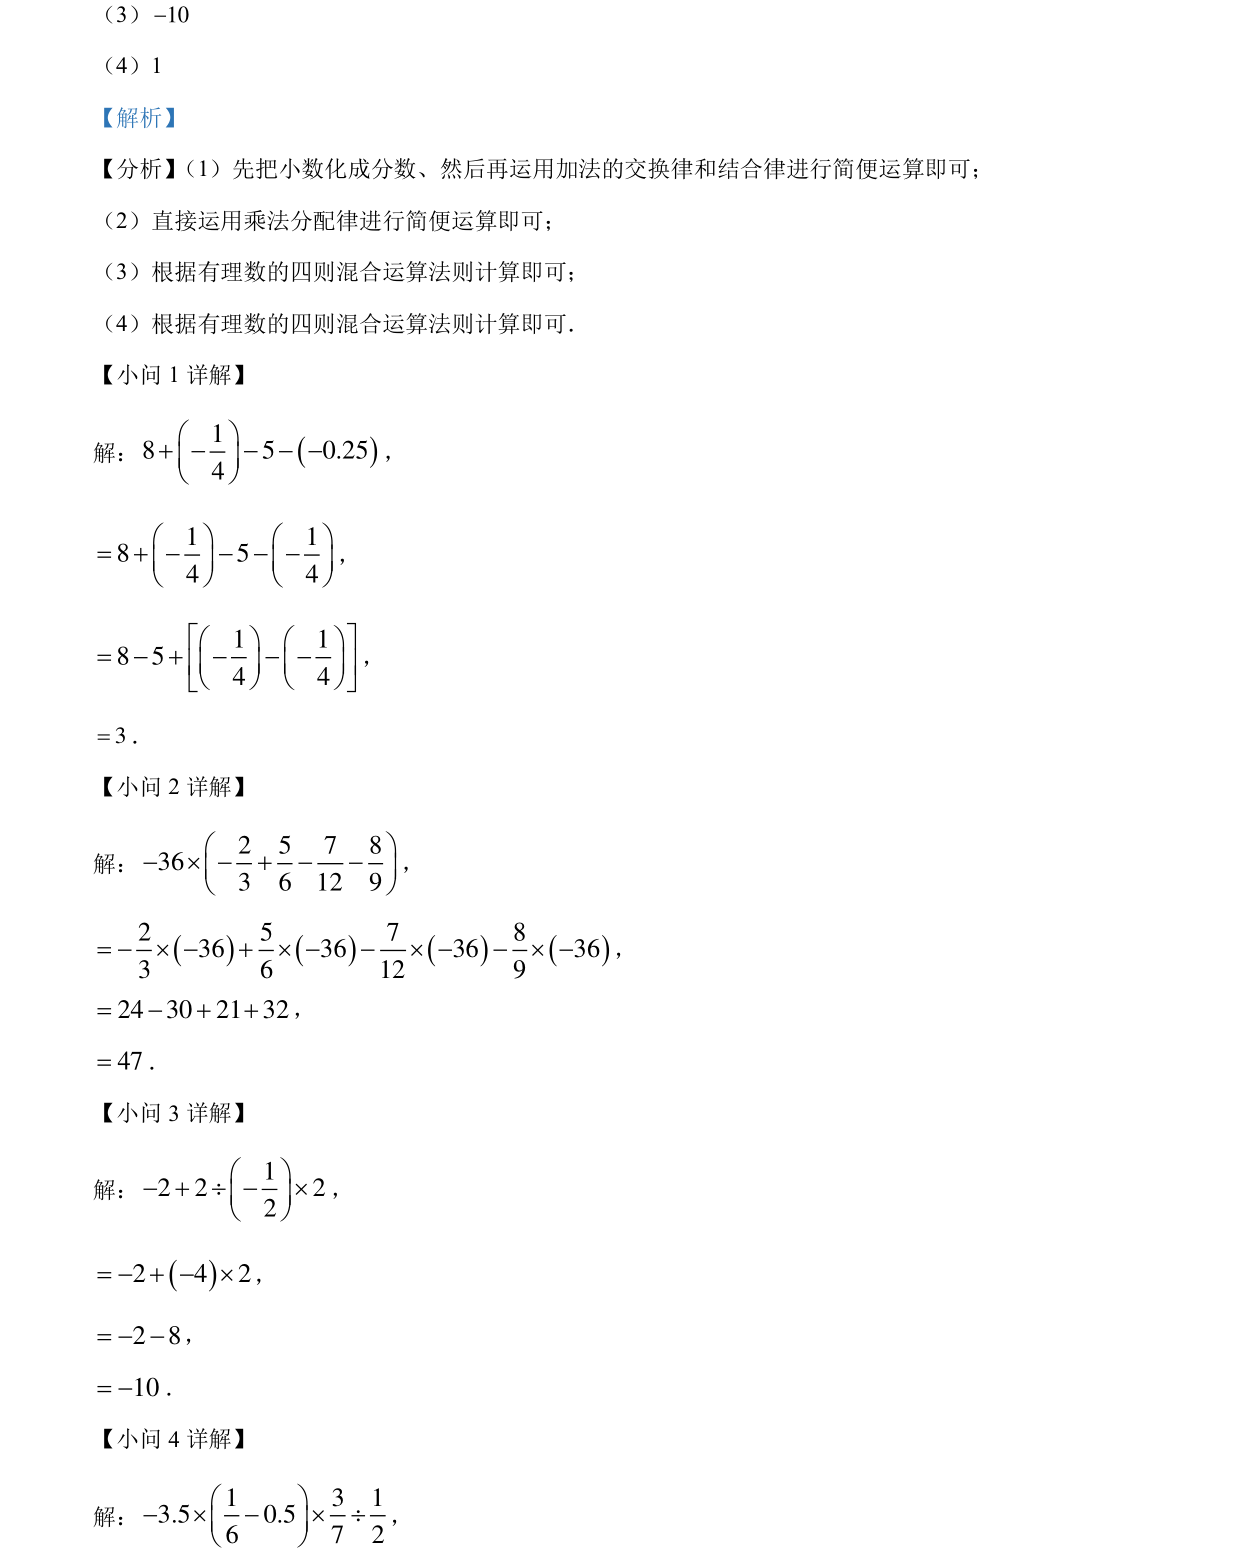 （3）−10
（4）1
【解析】
【分析】（1）先把小数化成分数、然后再运用加法的交换律和结合律进行简便运算即可；
（2）直接运用乘法分配律进行简便运算即可；
（3）根据有理数的四则混合运算法则计算即可；
（4）根据有理数的四则混合运算法则计算即可．
【小问 1 详解】
解：8+(−1/4)−5−(−0.25)，
=8+(−1/4)−5−(−1/4)，
=8−5+[(−1/4)−(−1/4)]，
=3．
【小问 2 详解】
解：−36×(−2/3+5/6−7/12−8/9)，
=−2/3×(−36)+5/6×(−36)−7/12×(−36)−8/9×(−36)，
=24−30+21+32，
=47．
【小问 3 详解】
解：−2+2÷(−1/2)×2，
=−2+(−4)×2，
=−2−8，
=−10．
【小问 4 详解】
解：−3.5×(1/6−0.5)×3/7÷1/2，